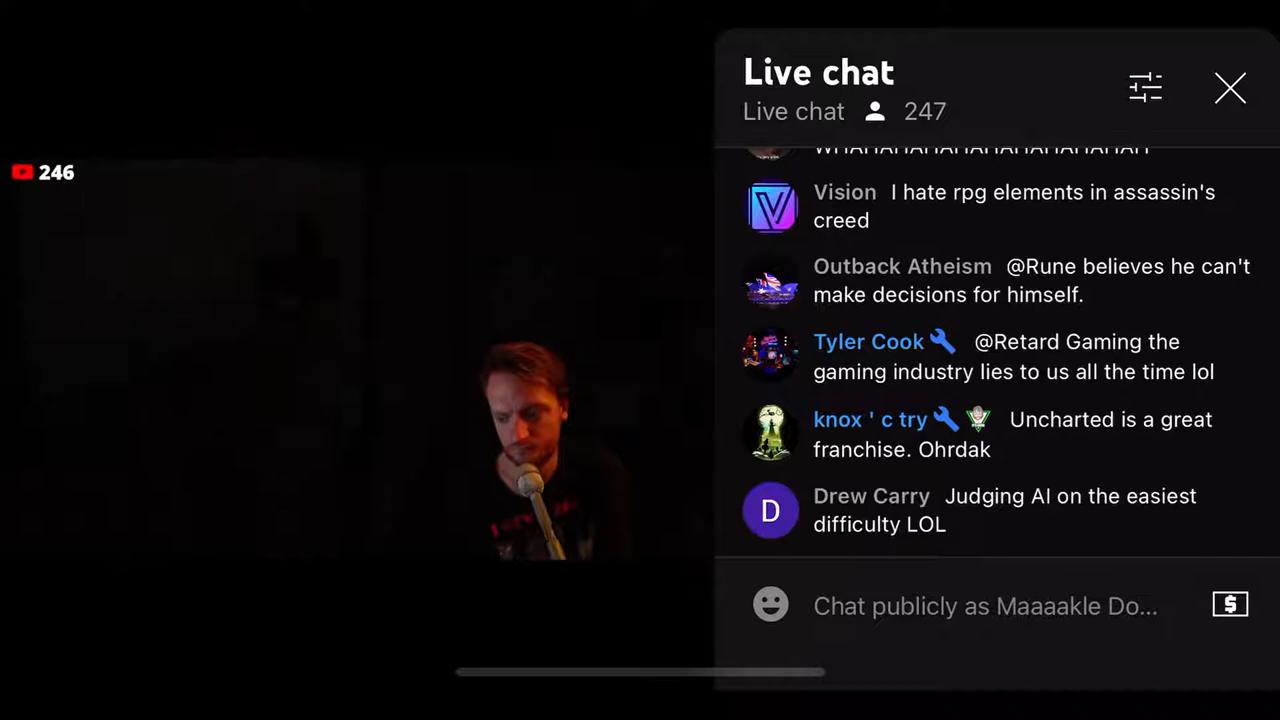 Live chat
Live chat 247
246
Vision I hate rpg elements in assassin's
creed
Outback Atheism @Rune believes he can't
make decisions for himself.
Tyler Cook @Retard Gaming the
gaming industry lies to us all the time lol
knox ' c try Uncharted is a great
franchise. Ohrdak
D
Drew Carry Judging AI on the easiest
difficulty LOL
Chat publicly as Maaaakle Do...
$